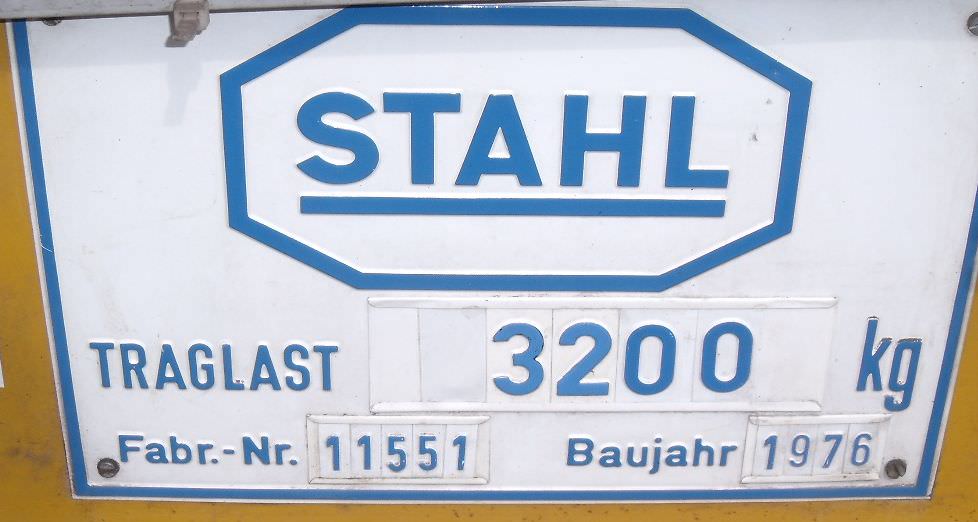 STAHL
TRAGLAST 3200 kg
Fabr.-Nr. 11551 Baujahr 1976